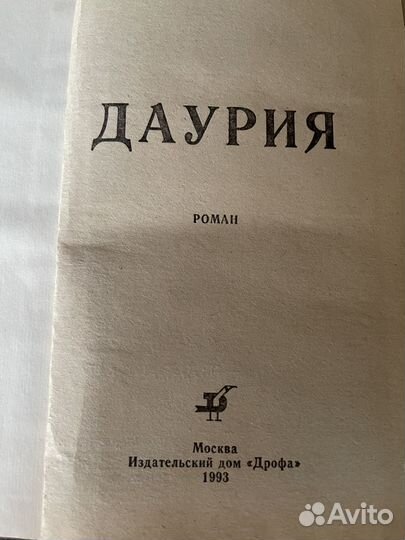 ДАУРИЯ
РОМАН
Москва
Издательский дом «Дрофа»
1993
Avito